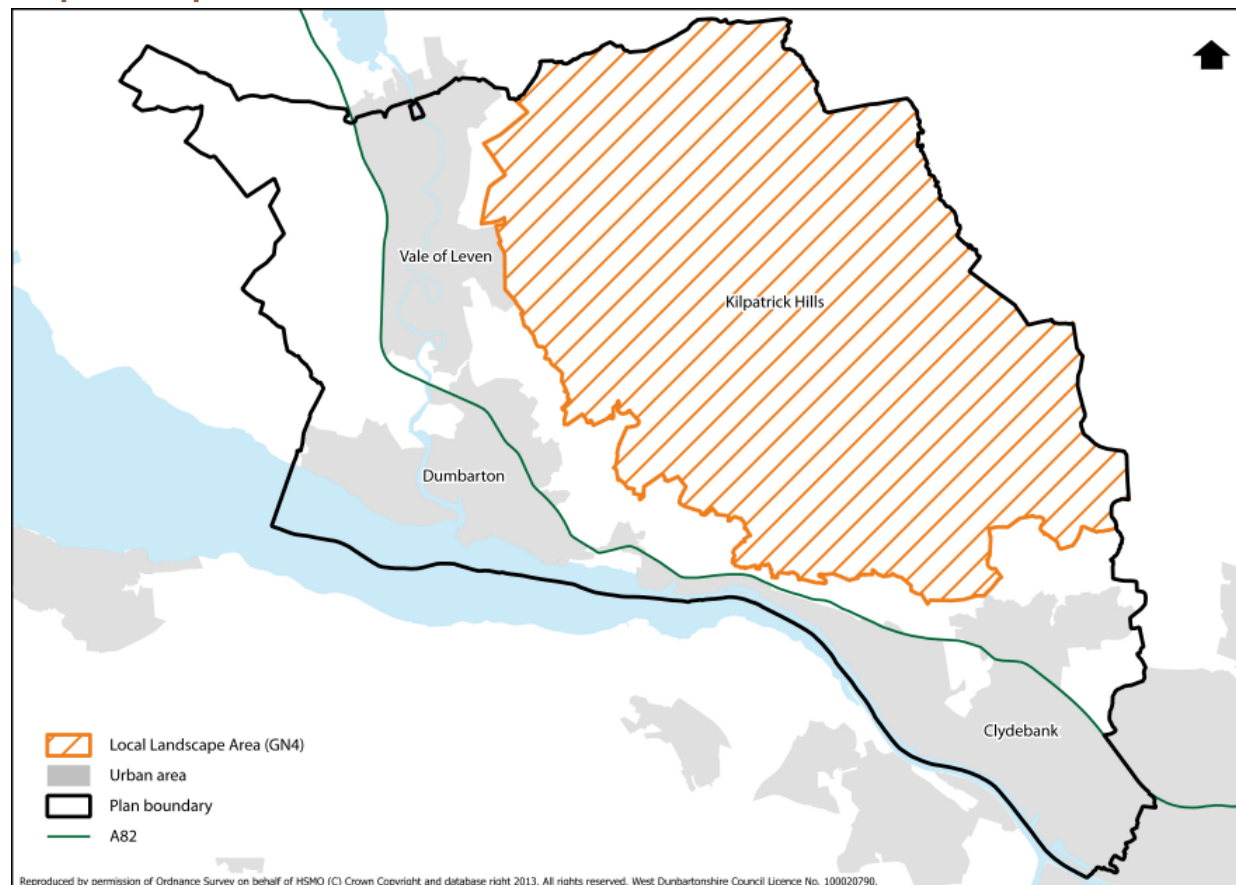 Vale of Leven
Kilpatrick Hills
Dumbarton
Clydebank
Local Landscape Area (GN4)
Urban area
Plan boundary
A82
Reproduced by permission of Ordnance Survey on behalf of HSMO (C) Crown Copyright and database right 2013. All rights reserved. West Dunbartonshire Council Licence No. 100020790.